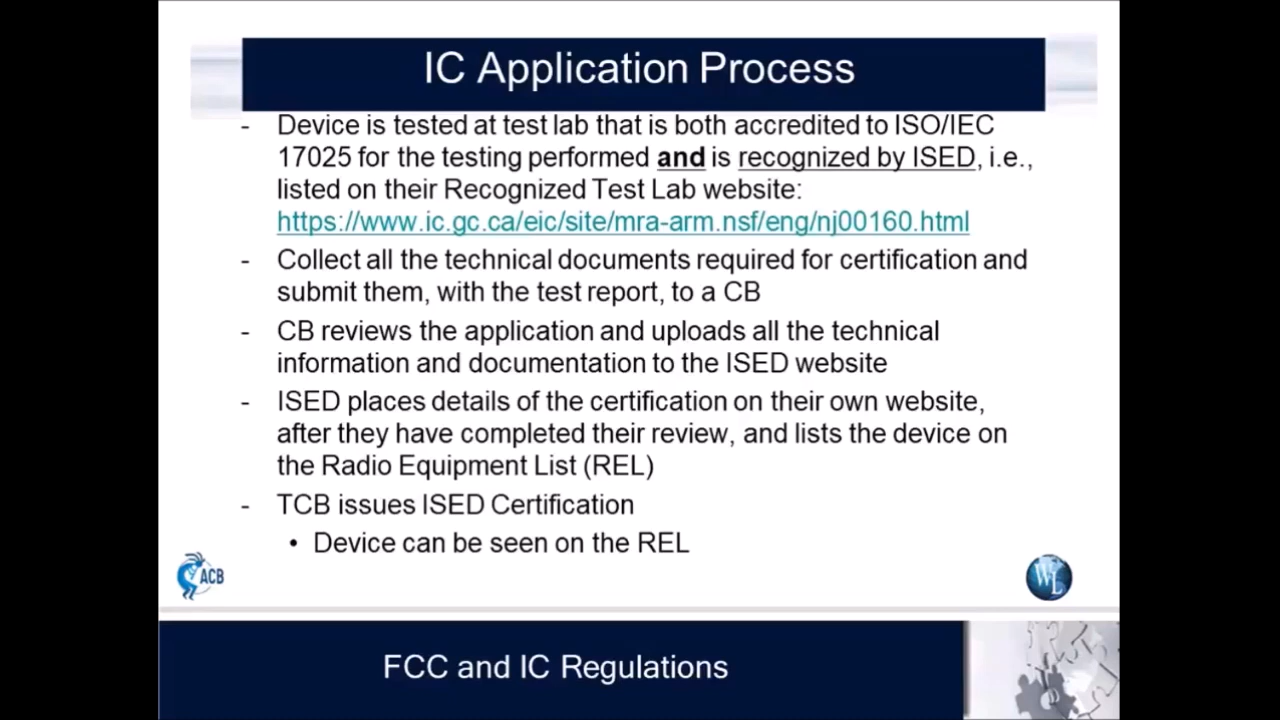 IC Application Process
- Device is tested at test lab that is both accredited to ISO/IEC
17025 for the testing performed and is recognized by ISED, i.e.,
listed on their Recognized Test Lab website:
https://www.ic.gc.ca/eic/site/mra-arm.nsf/eng/nj00160.html
- Collect all the technical documents required for certification and
submit them, with the test report, to a CB
- CB reviews the application and uploads all the technical
information and documentation to the ISED website
- ISED places details of the certification on their own website,
after they have completed their review, and lists the device on
the Radio Equipment List (REL)
- TCB issues ISED Certification
• Device can be seen on the REL
ACB
WL
FCC and IC Regulations